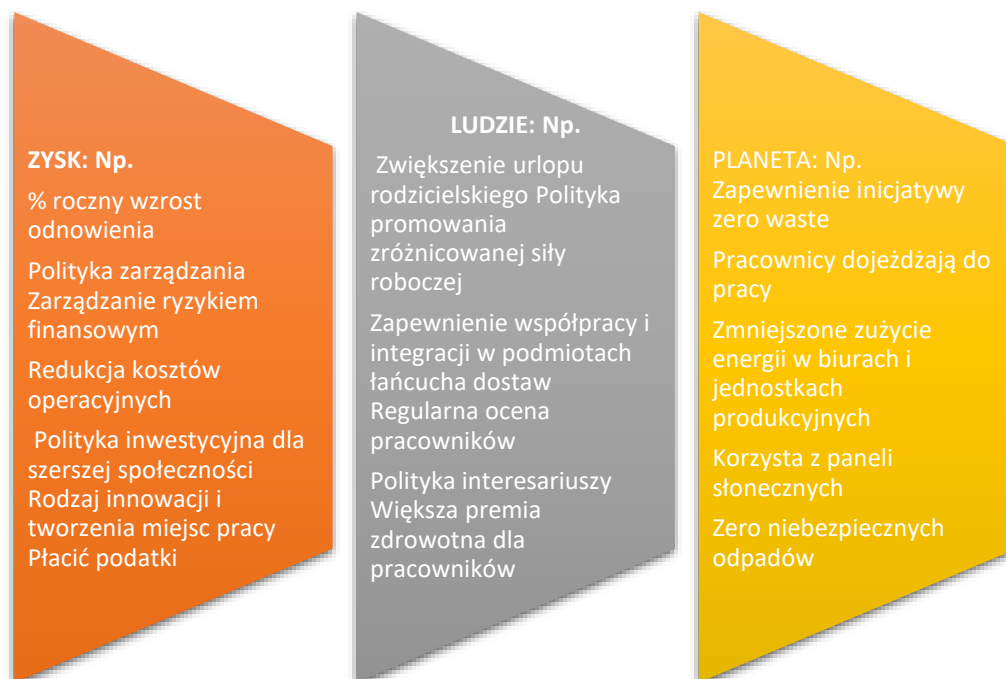 ZYSK: Np.
% roczny wzrost
odnowienia
Polityka zarządzania
Zarządzanie ryzykiem
finansowym
Redukcja kosztów
operacyjnych
Polityka inwestycyjna dla
szerszej społeczności
Rodzaj innowacji i
tworzenia miejsc pracy
Płacić podatki
LUDZIE: Np.
Zwiększenie urlopu
rodzicielskiego Polityka
promowania
zróżnicowanej siły
roboczej
Zapewnienie współpracy i
integracji w podmiotach
łańcucha dostaw
Regularna ocena
pracowników
Polityka interesariuszy
Większa premia
zdrowotna dla
pracowników
PLANETA: Np.
Zapewnienie inicjatywy
zero waste
Pracownicy dojeżdżają do
pracy
Zmniejszone zużycie
energii w biurach i
jednostkach
produkcyjnych
Korzysta z paneli
słonecznych
Zero niebezpiecznych
odpadów